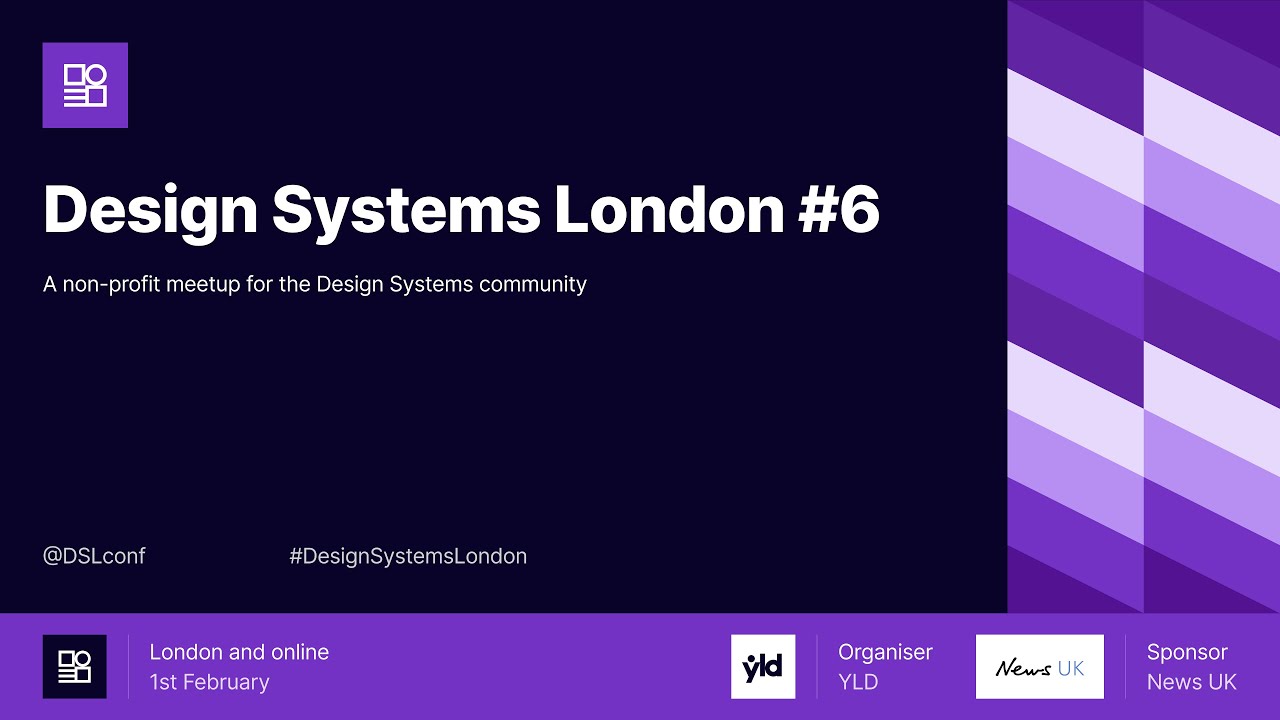 Design Systems London #6
A non-profit meetup for the Design Systems community
@DSLconf
#DesignSystemsLondon
London and online
1st February
yld
Organiser
YLD
News UK
Sponsor
News UK